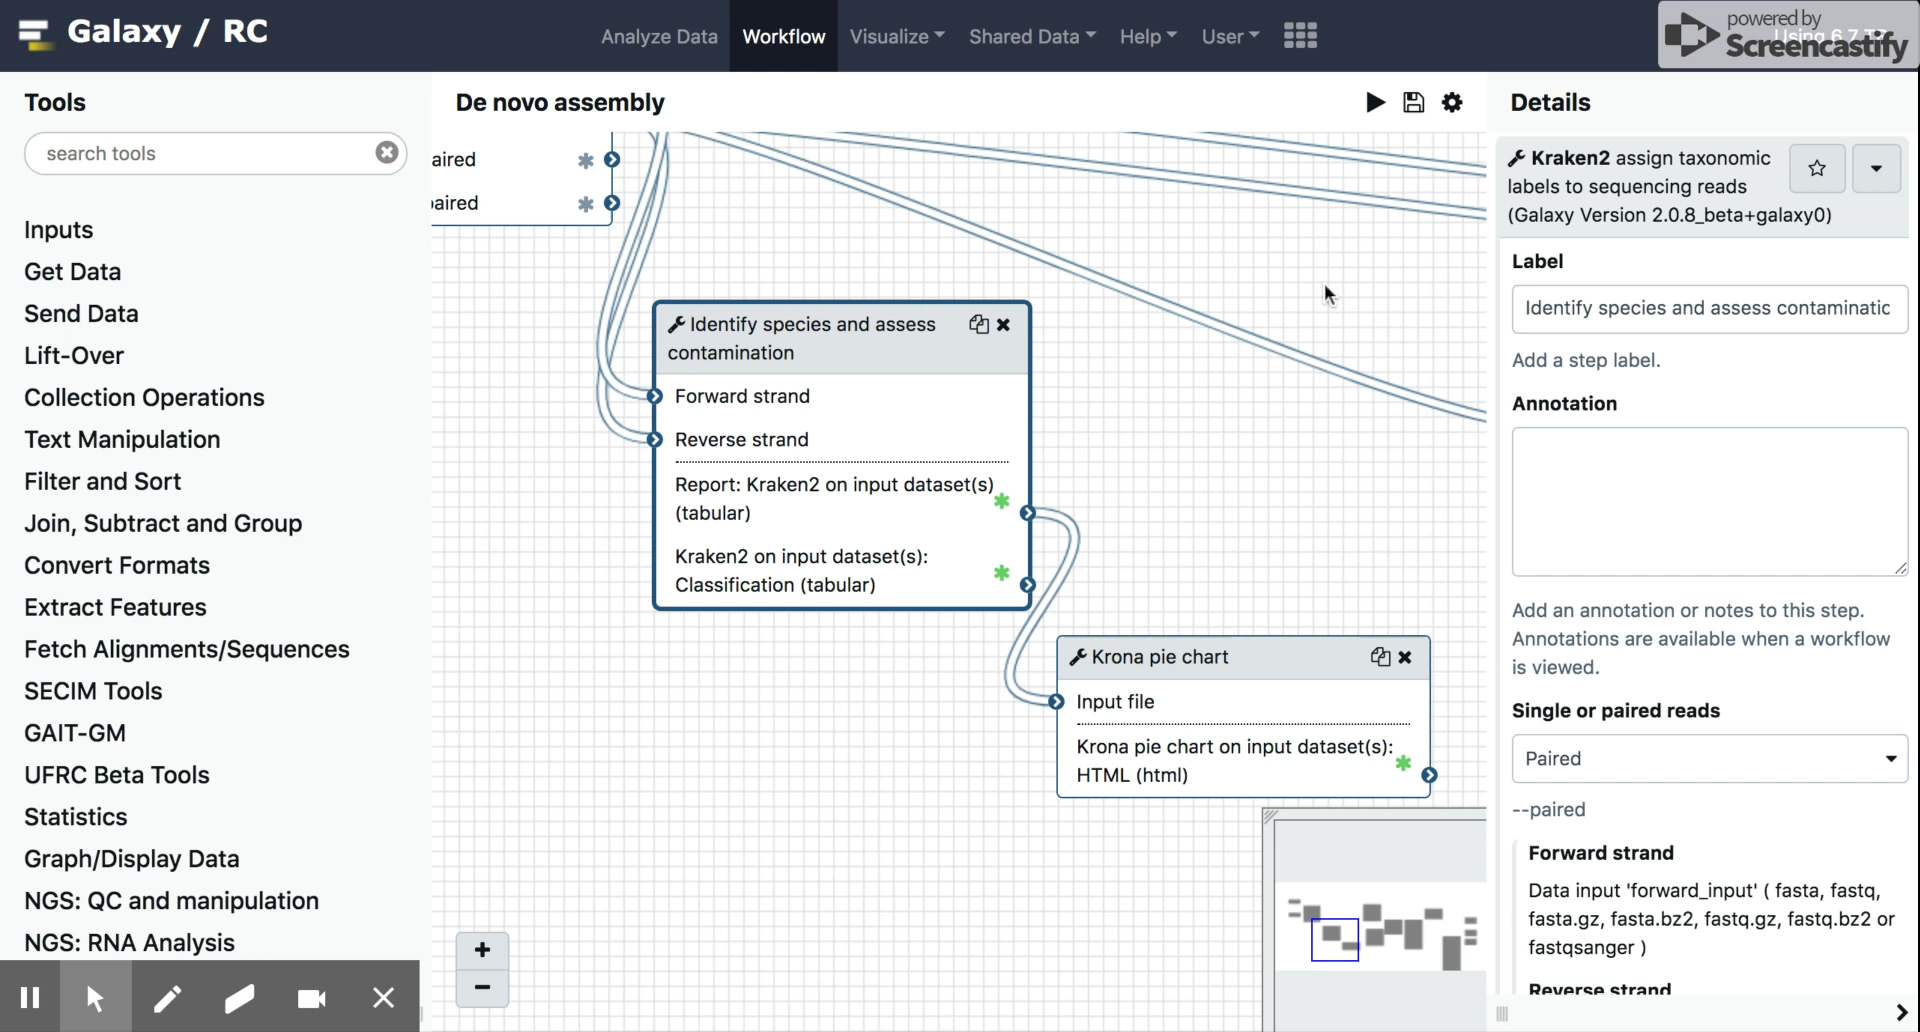 Galaxy / RC
Analyze Data
Workflow
Visualize
Shared Data
Help
User
powered by
Screencastify
Tools
search tools
Inputs
Get Data
Send Data
Lift-Over
Collection Operations
Text Manipulation
Filter and Sort
Join, Subtract and Group
Convert Formats
Extract Features
Fetch Alignments/Sequences
SECIM Tools
GAIT-GM
UFRC Beta Tools
Statistics
Graph/Display Data
NGS: QC and manipulation
NGS: RNA Analysis
De novo assembly
aired
aired
Identify species and assess
contamination
Forward strand
Reverse strand
Report: Kraken2 on input dataset(s)
(tabular)
Kraken2 on input dataset(s):
Classification (tabular)
Krona pie chart
Input file
Krona pie chart on input dataset(s):
HTML (html)
+
−
Details
Kraken2 assign taxonomic
labels to sequencing reads
(Galaxy Version 2.0.8_beta+galaxy0)
Label
Identify species and assess contaminatic
Add a step label.
Annotation
Add an annotation or notes to this step.
Annotations are available when a workflow
is viewed.
Single or paired reads
Paired
--paired
Forward strand
Data input 'forward_input' ( fasta, fastq,
fasta.gz, fasta.bz2, fastq.gz, fastq.bz2 or
fastqsanger )
Reverse strand